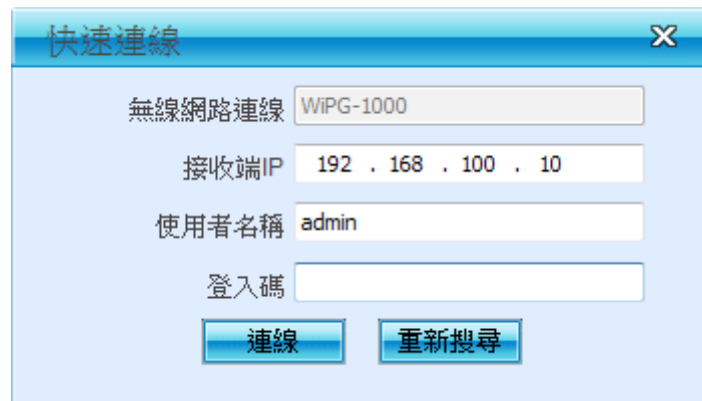 快速連線
無線網路連線 WiPG-1000
接收端IP 192 . 168 . 100 . 10
使用者名稱 admin
登入碼
連線 重新搜尋